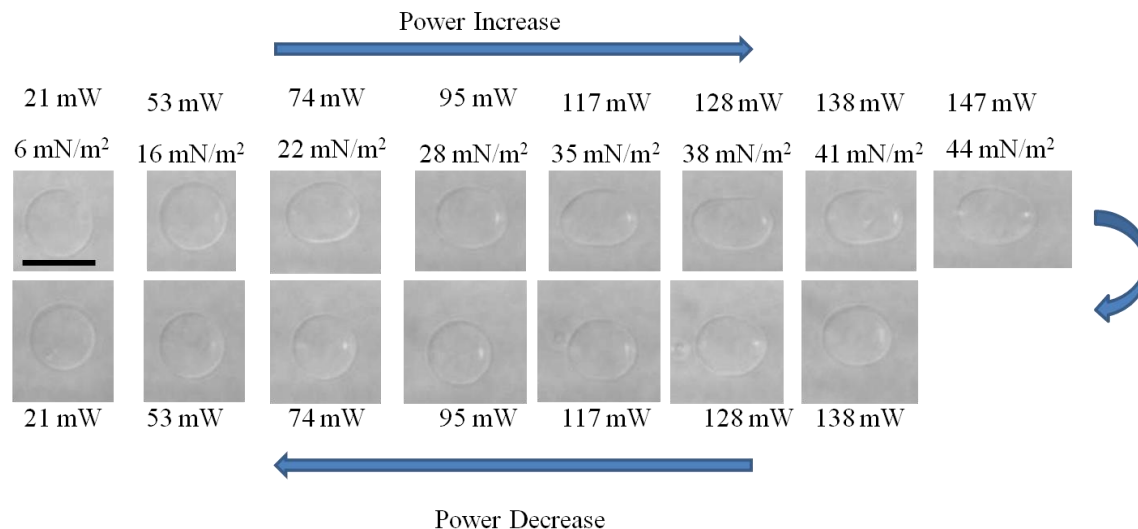 Power Increase
21 mW 53 mW 74 mW 95 mW 117 mW 128 mW 138 mW 147 mW
6 mN/m² 16 mN/m² 22 mN/m² 28 mN/m² 35 mN/m² 38 mN/m² 41 mN/m² 44 mN/m²
21 mW 53 mW 74 mW 95 mW 117 mW 128 mW 138 mW
Power Decrease